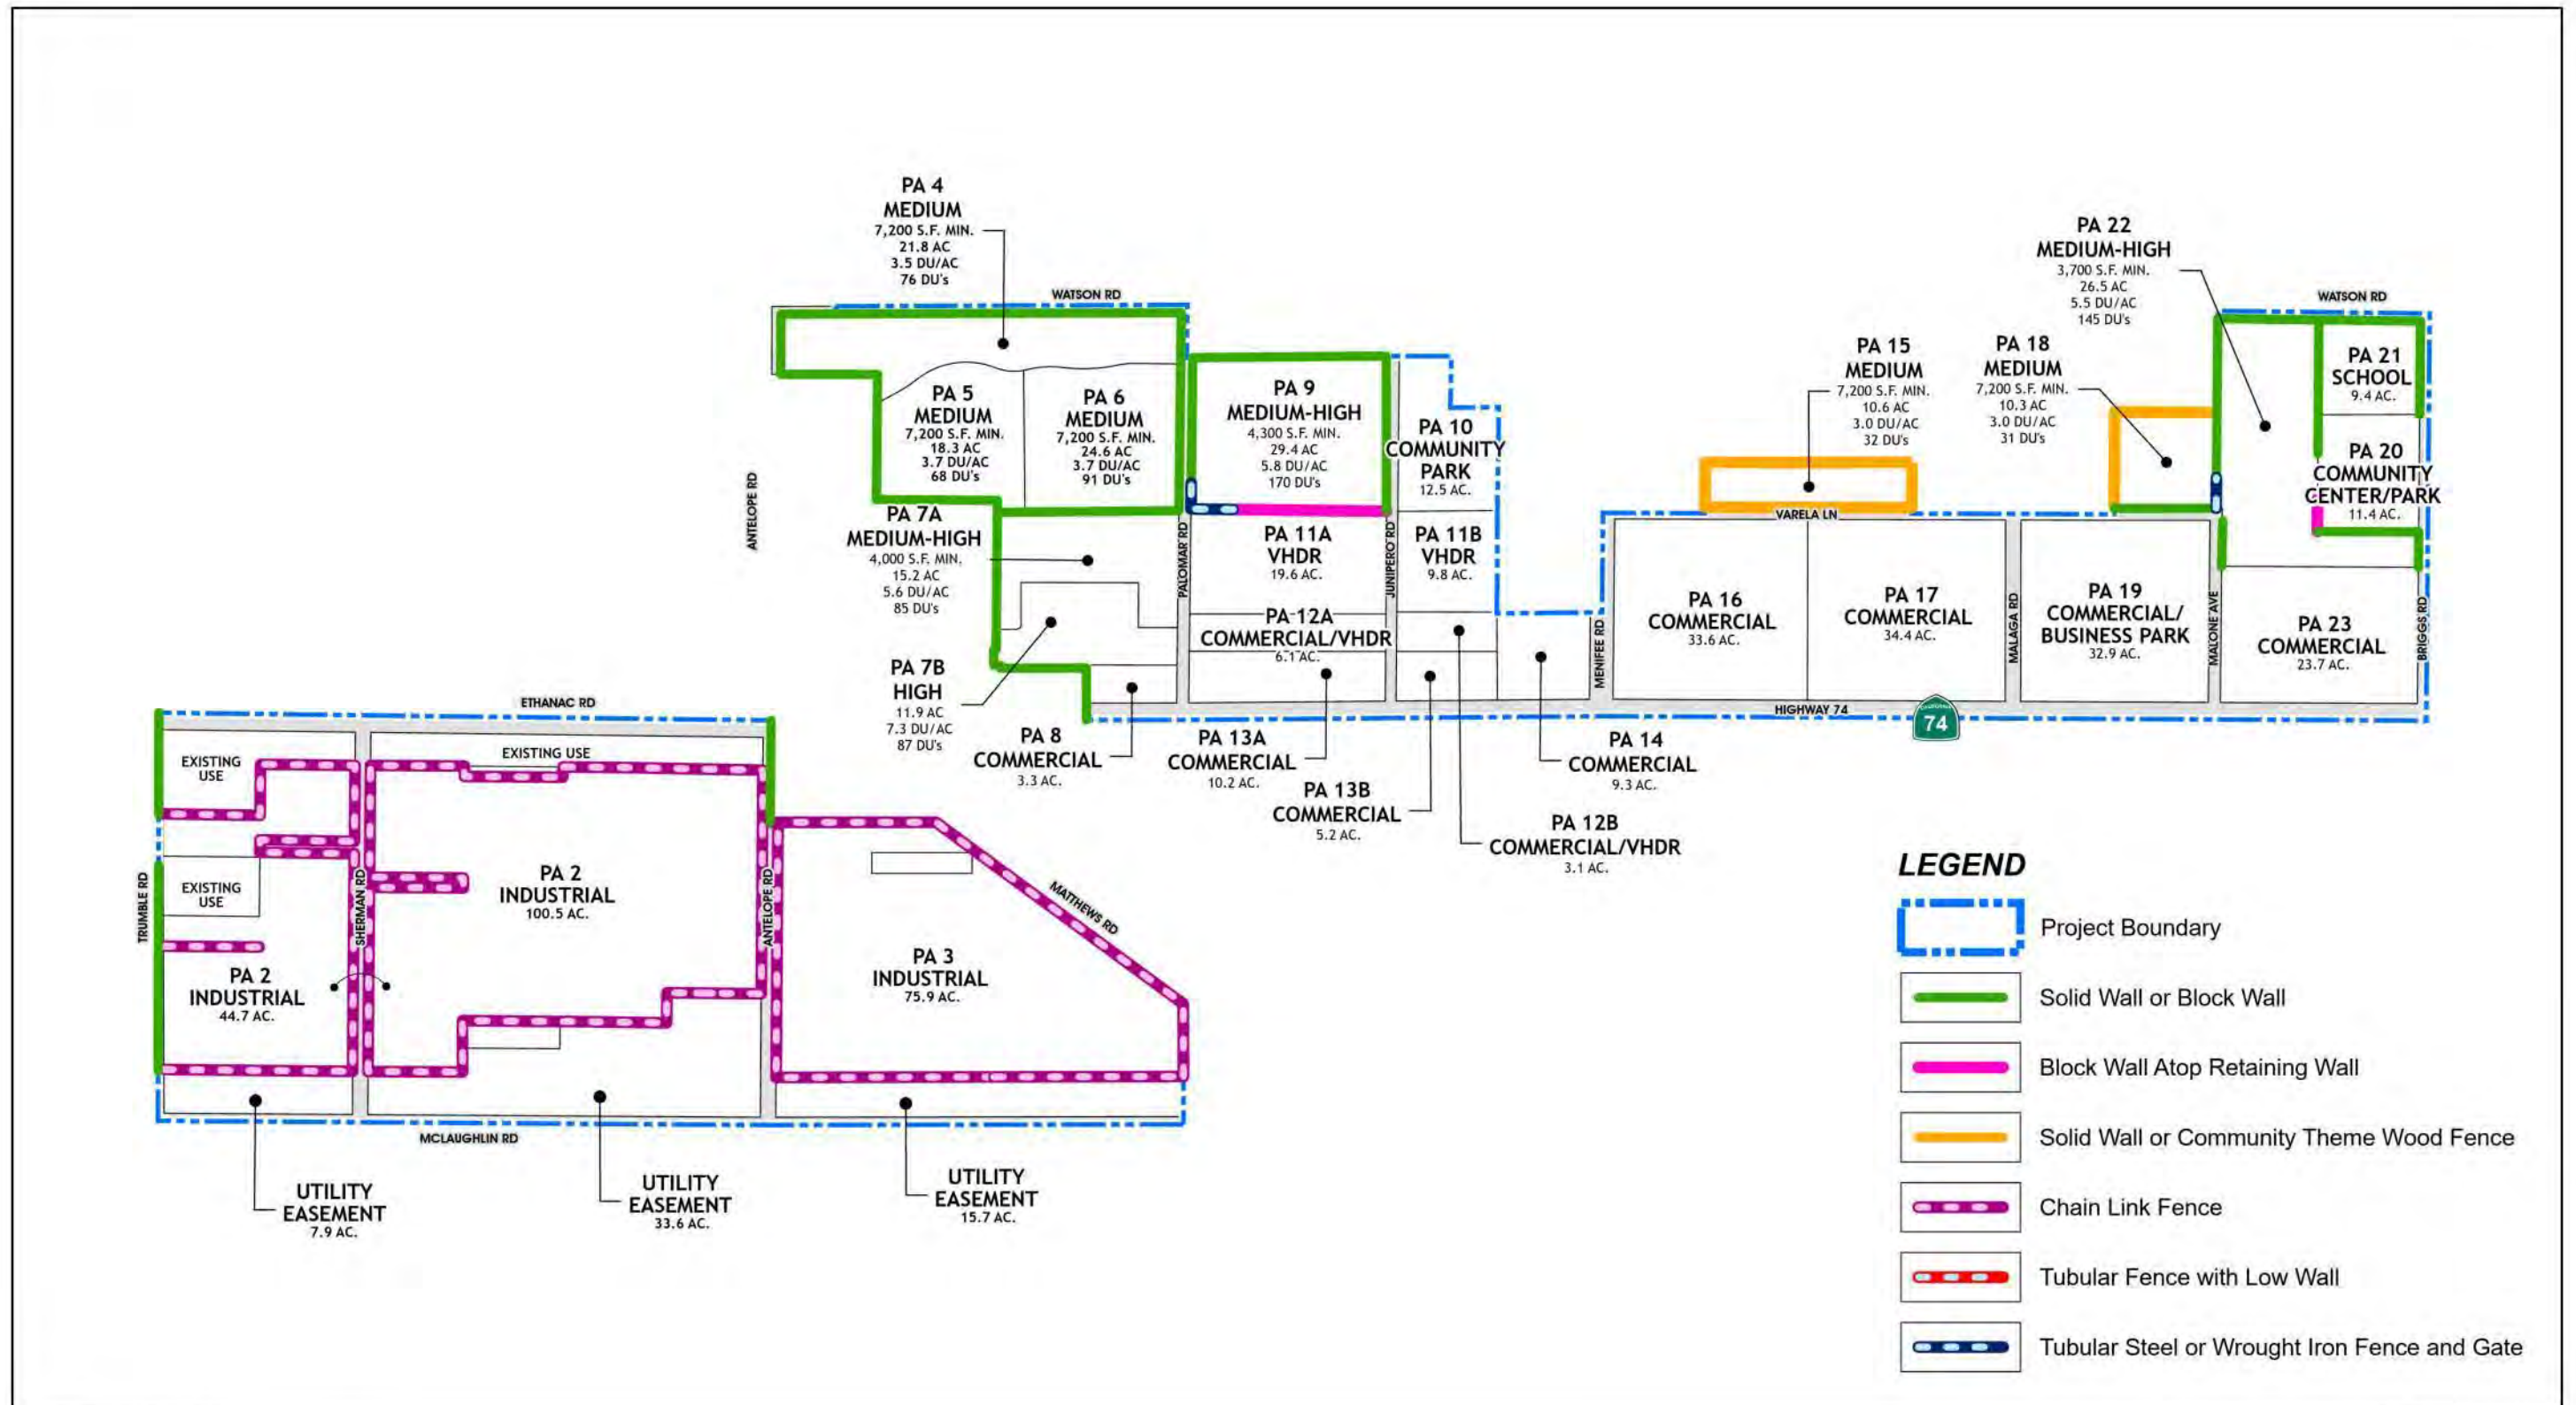 PA 4
MEDIUM
7,200 S.F. MIN.
21.8 AC
3.5 DU/AC
76 DU's
WATSON RD
PA 22
MEDIUM-HIGH
3,700 S.F. MIN.
26.5 AC
5.5 DU/AC
145 DU's
WATSON RD
PA 15
MEDIUM
7,200 S.F. MIN.
10.6 AC
3.0 DU/AC
32 DU's
PA 18
MEDIUM
7,200 S.F. MIN.
10.3 AC
3.0 DU/AC
31 DU's
PA 21
SCHOOL
9.4 AC.
PA 5
MEDIUM
7,200 S.F. MIN.
18.3 AC
3.7 DU/AC
68 DU's
PA 6
MEDIUM
7,200 S.F. MIN.
24.6 AC
3.7 DU/AC
91 DU's
PA 9
MEDIUM-HIGH
4,300 S.F. MIN.
29.4 AC
5.8 DU/AC
170 DU's
PA 10
COMMUNITY
PARK
12.5 AC.
PA 20
COMMUNITY
CENTER/PARK
11.4 AC.
ANTELOPE RD
PA 7A
MEDIUM-HIGH
4,000 S.F. MIN.
15.2 AC
5.6 DU/AC
85 DU's
PALOMAR RD
PA 11A
VHDR
19.6 AC.
JUNIPERO RD
PA 11B
VHDR
9.8 AC.
VARELA LN
PA 12A
COMMERCIAL/VHDR
6.1 AC.
MENIFEE RD
PA 16
COMMERCIAL
33.6 AC.
PA 17
COMMERCIAL
34.4 AC.
MALAGA RD
PA 19
COMMERCIAL/
BUSINESS PARK
32.9 AC.
MALONE AVE
PA 23
COMMERCIAL
23.7 AC.
BRIGGS RD
PA 7B
HIGH
11.9 AC
7.3 DU/AC
87 DU's
HIGHWAY 74
74
PA 8
COMMERCIAL
3.3 AC.
PA 13A
COMMERCIAL
10.2 AC.
PA 13B
COMMERCIAL
5.2 AC.
PA 14
COMMERCIAL
9.3 AC.
PA 12B
COMMERCIAL/VHDR
3.1 AC.
ETHANAC RD
EXISTING
USE
EXISTING USE
TRUMBLE RD
EXISTING
USE
SHERMAN RD
PA 2
INDUSTRIAL
100.5 AC.
ANTELOPE RD
MATTHEWS RD
PA 2
INDUSTRIAL
44.7 AC.
PA 3
INDUSTRIAL
75.9 AC.
MCLAUGHLIN RD
UTILITY
EASEMENT
7.9 AC.
UTILITY
EASEMENT
33.6 AC.
UTILITY
EASEMENT
15.7 AC.
LEGEND
Project Boundary
Solid Wall or Block Wall
Block Wall Atop Retaining Wall
Solid Wall or Community Theme Wood Fence
Chain Link Fence
Tubular Fence with Low Wall
Tubular Steel or Wrought Iron Fence and Gate